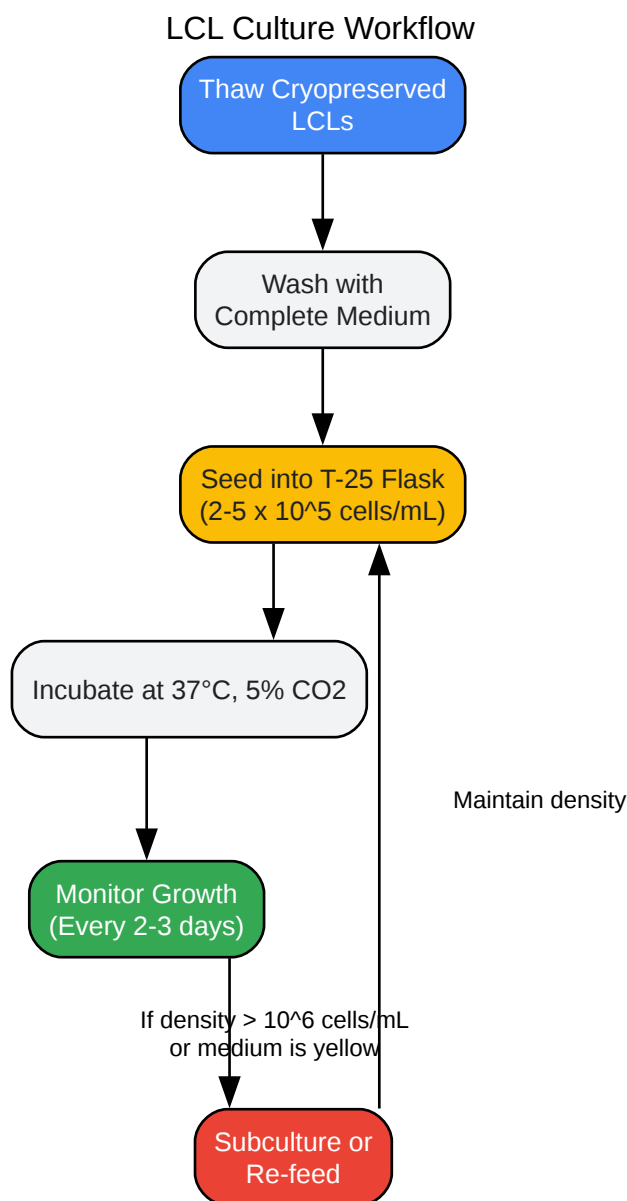 LCL Culture Workflow
Thaw Cryopreserved
LCLs
Wash with
Complete Medium
Seed into T-25 Flask
(2-5 x 10^5 cells/mL)
Incubate at 37°C, 5% CO2
Maintain density
Monitor Growth
(Every 2-3 days)
If density > 10^6 cells/mL
or medium is yellow
Subculture or
Re-feed